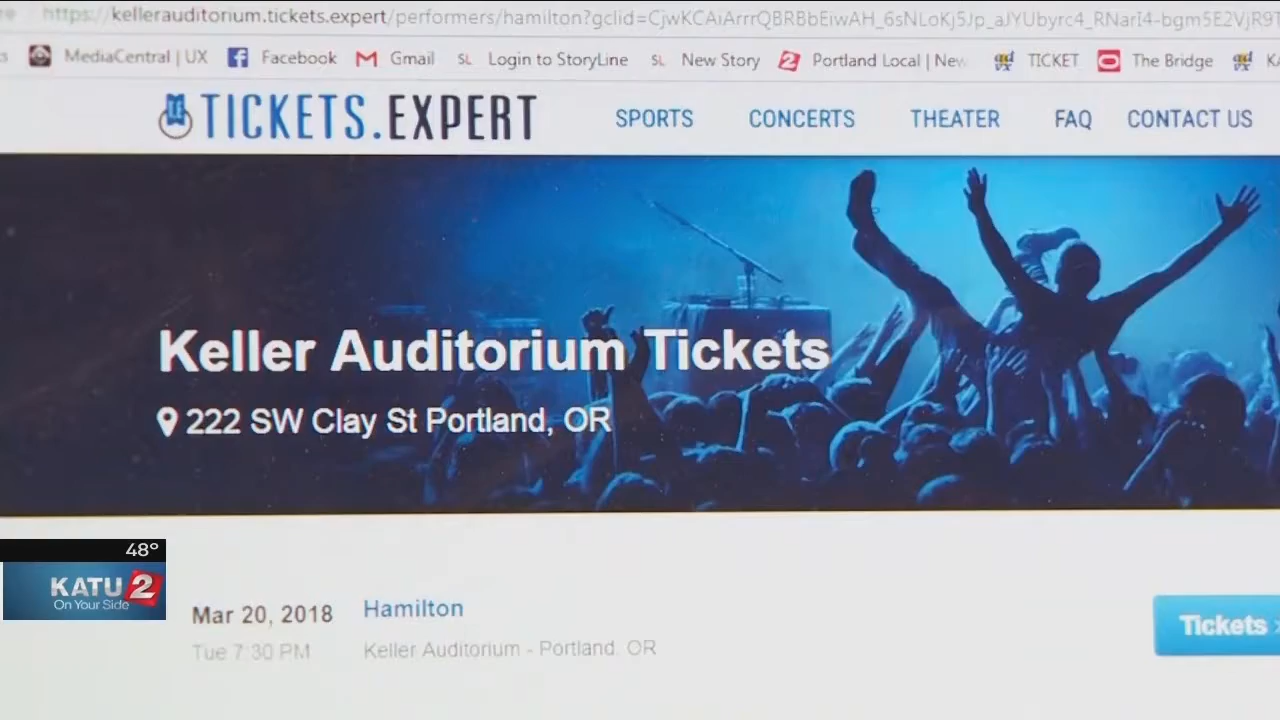 https://kellerauditorium.tickets.expert/performers/hamilton?gclid=
MediaCentral | UX Facebook Gmail SL Login to StoryLine SL New Story Portland Local | New TICKET The Bridge
TICKETS.EXPERT SPORTS CONCERTS THEATER FAQ CONTACT US
Keller Auditorium Tickets
222 SW Clay St Portland, OR
48°
KATU 2
On Your Side
Mar 20, 2018 Hamilton
Tue 7:30 PM Keller Auditorium - Portland, OR
Tickets